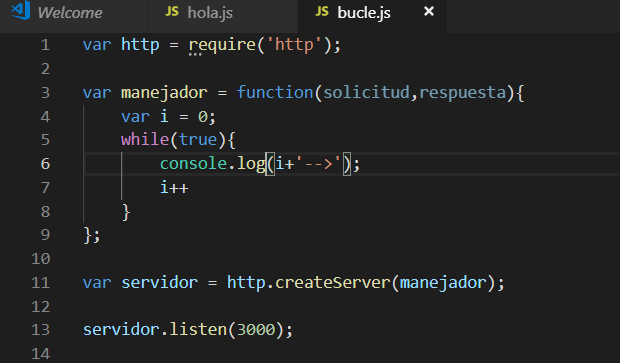 Welcome JS hola.js JS bucle.js ×
1 var http = require('http');
2
3 var manejador = function(solicitud,respuesta){
4     var i = 0;
5     while(true){
6         console.log(i+'-->');
7         i++
8     }
9 };
10
11 var servidor = http.createServer(manejador);
12
13 servidor.listen(3000);
14